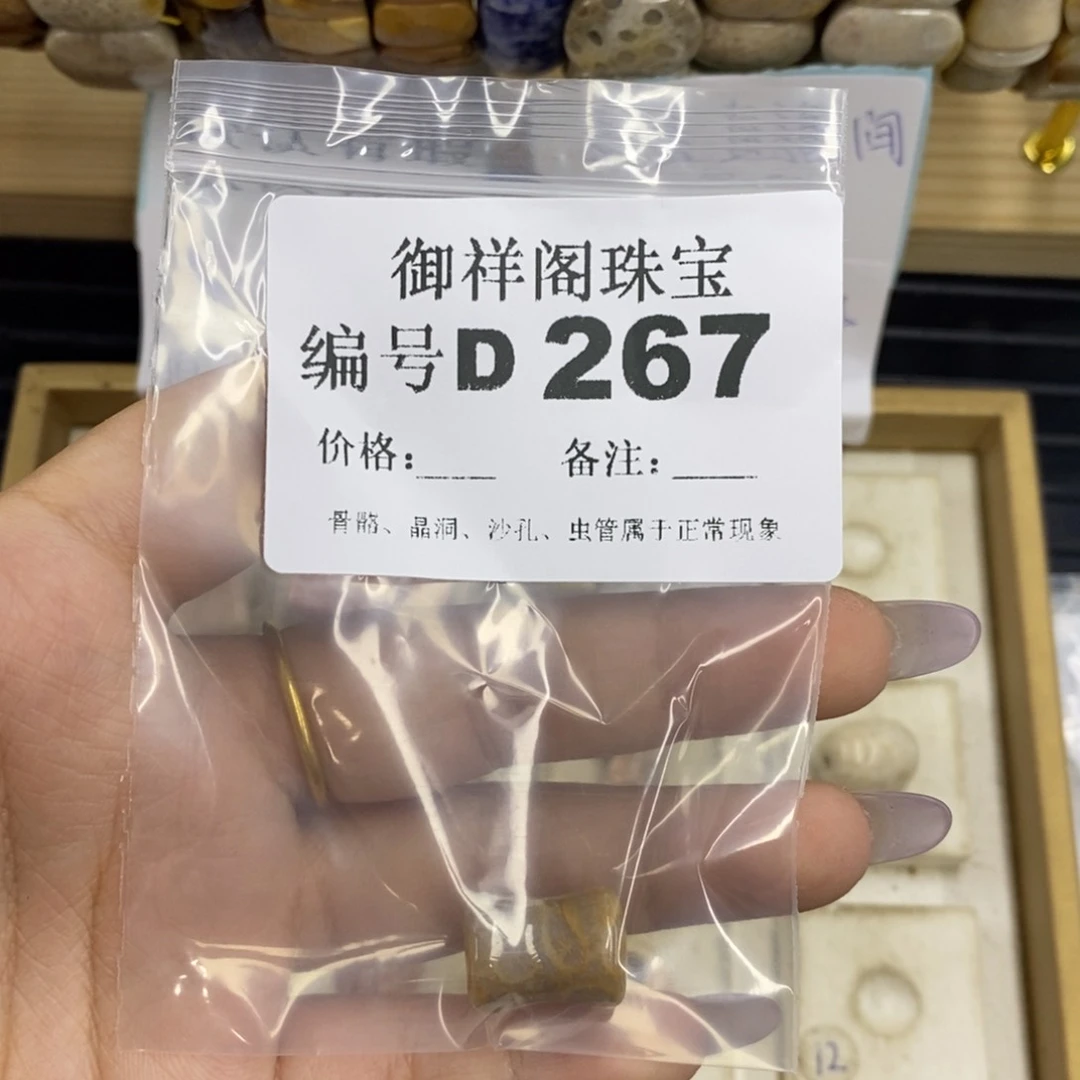 御祥阁珠宝
编号D 267
价格：___ 备注：___
骨骼、晶洞、沙孔、虫管属于正常现象
间
12